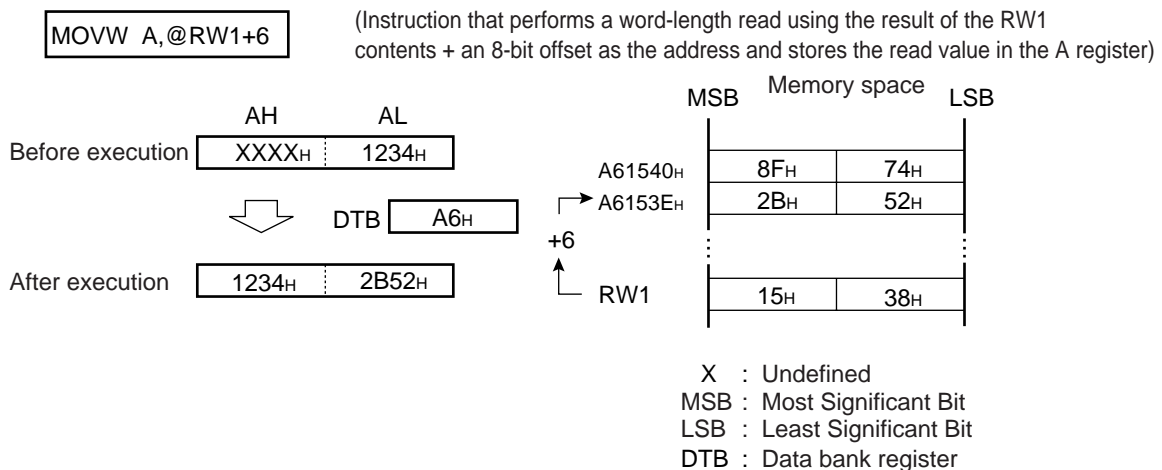 MOVW A,@RW1+6
(Instruction that performs a word-length read using the result of the RW1
contents + an 8-bit offset as the address and stores the read value in the A register)
Memory space
MSB LSB
AH AL
Before execution XXXXH 1234H
A61540H 8FH 74H
DTB A6H
A6153EH 2BH 52H
+6
After execution 1234H 2B52H
RW1 15H 38H
X : Undefined
MSB : Most Significant Bit
LSB : Least Significant Bit
DTB : Data bank register